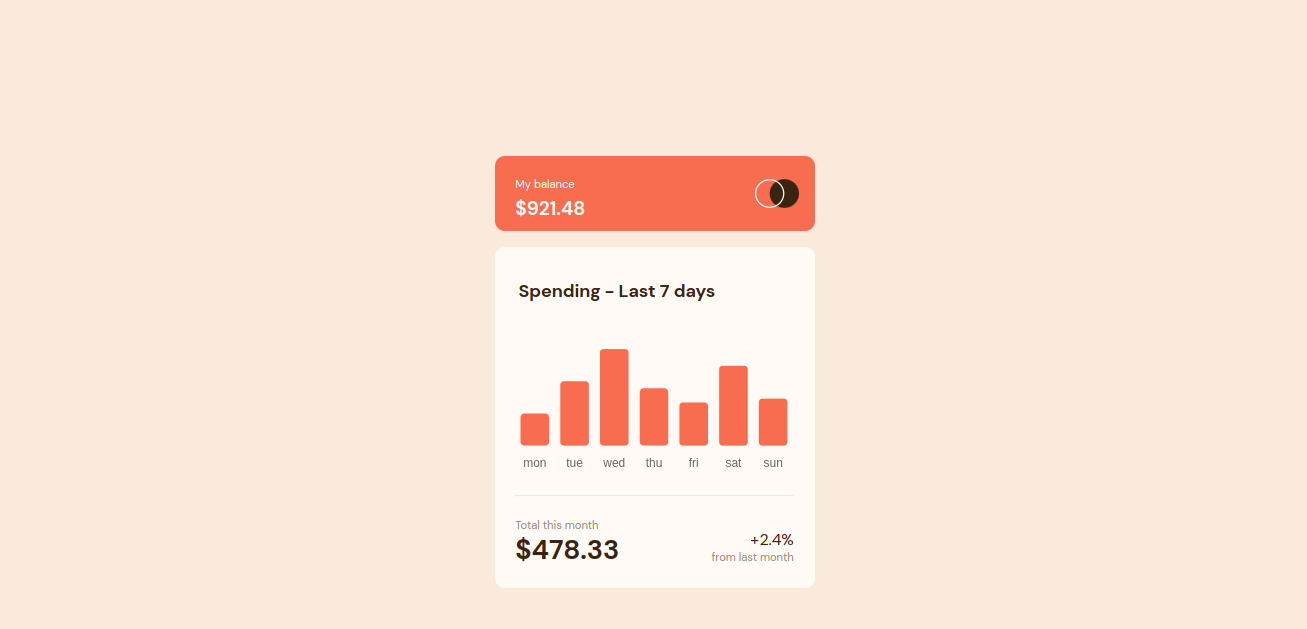 My balance
$921.48
Spending - Last 7 days
mon tue wed thu fri sat sun
Total this month
$478.33
+2.4%
from last month